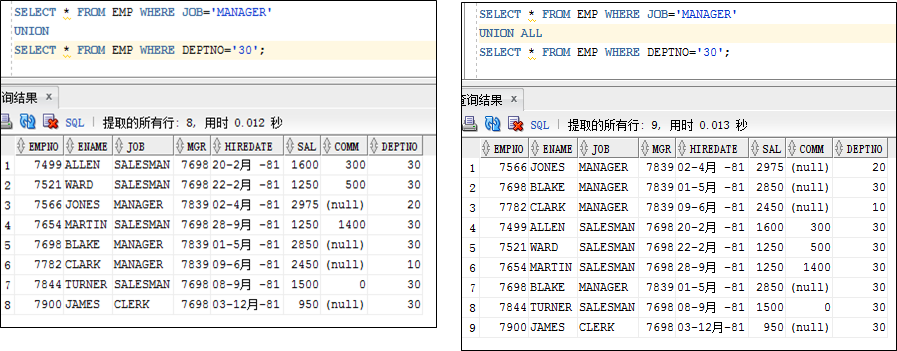 SELECT * FROM EMP WHERE JOB='MANAGER'
UNION
SELECT * FROM EMP WHERE DEPTNO='30';
询结果 x
SQL | 提取的所有行: 8, 用时 0.012 秒
EMPNO ENAME JOB MGR HIREDATE SAL COMM DEPTNO
1 7499 ALLEN SALESMAN 7698 20-2月 -81 1600 300 30
2 7521 WARD SALESMAN 7698 22-2月 -81 1250 500 30
3 7566 JONES MANAGER 7839 02-4月 -81 2975 (null) 20
4 7654 MARTIN SALESMAN 7698 28-9月 -81 1250 1400 30
5 7698 BLAKE MANAGER 7839 01-5月 -81 2850 (null) 30
6 7782 CLARK MANAGER 7839 09-6月 -81 2450 (null) 10
7 7844 TURNER SALESMAN 7698 08-9月 -81 1500 0 30
8 7900 JAMES CLERK 7698 03-12月-81 950 (null) 30
SELECT * FROM EMP WHERE JOB='MANAGER'
UNION ALL
SELECT * FROM EMP WHERE DEPTNO='30';
查询结果 x
SQL | 提取的所有行: 9, 用时 0.013 秒
EMPNO ENAME JOB MGR HIREDATE SAL COMM DEPTNO
1 7566 JONES MANAGER 7839 02-4月 -81 2975 (null) 20
2 7698 BLAKE MANAGER 7839 01-5月 -81 2850 (null) 30
3 7782 CLARK MANAGER 7839 09-6月 -81 2450 (null) 10
4 7499 ALLEN SALESMAN 7698 20-2月 -81 1600 300 30
5 7521 WARD SALESMAN 7698 22-2月 -81 1250 500 30
6 7654 MARTIN SALESMAN 7698 28-9月 -81 1250 1400 30
7 7698 BLAKE MANAGER 7839 01-5月 -81 2850 (null) 30
8 7844 TURNER SALESMAN 7698 08-9月 -81 1500 0 30
9 7900 JAMES CLERK 7698 03-12月-81 950 (null) 30